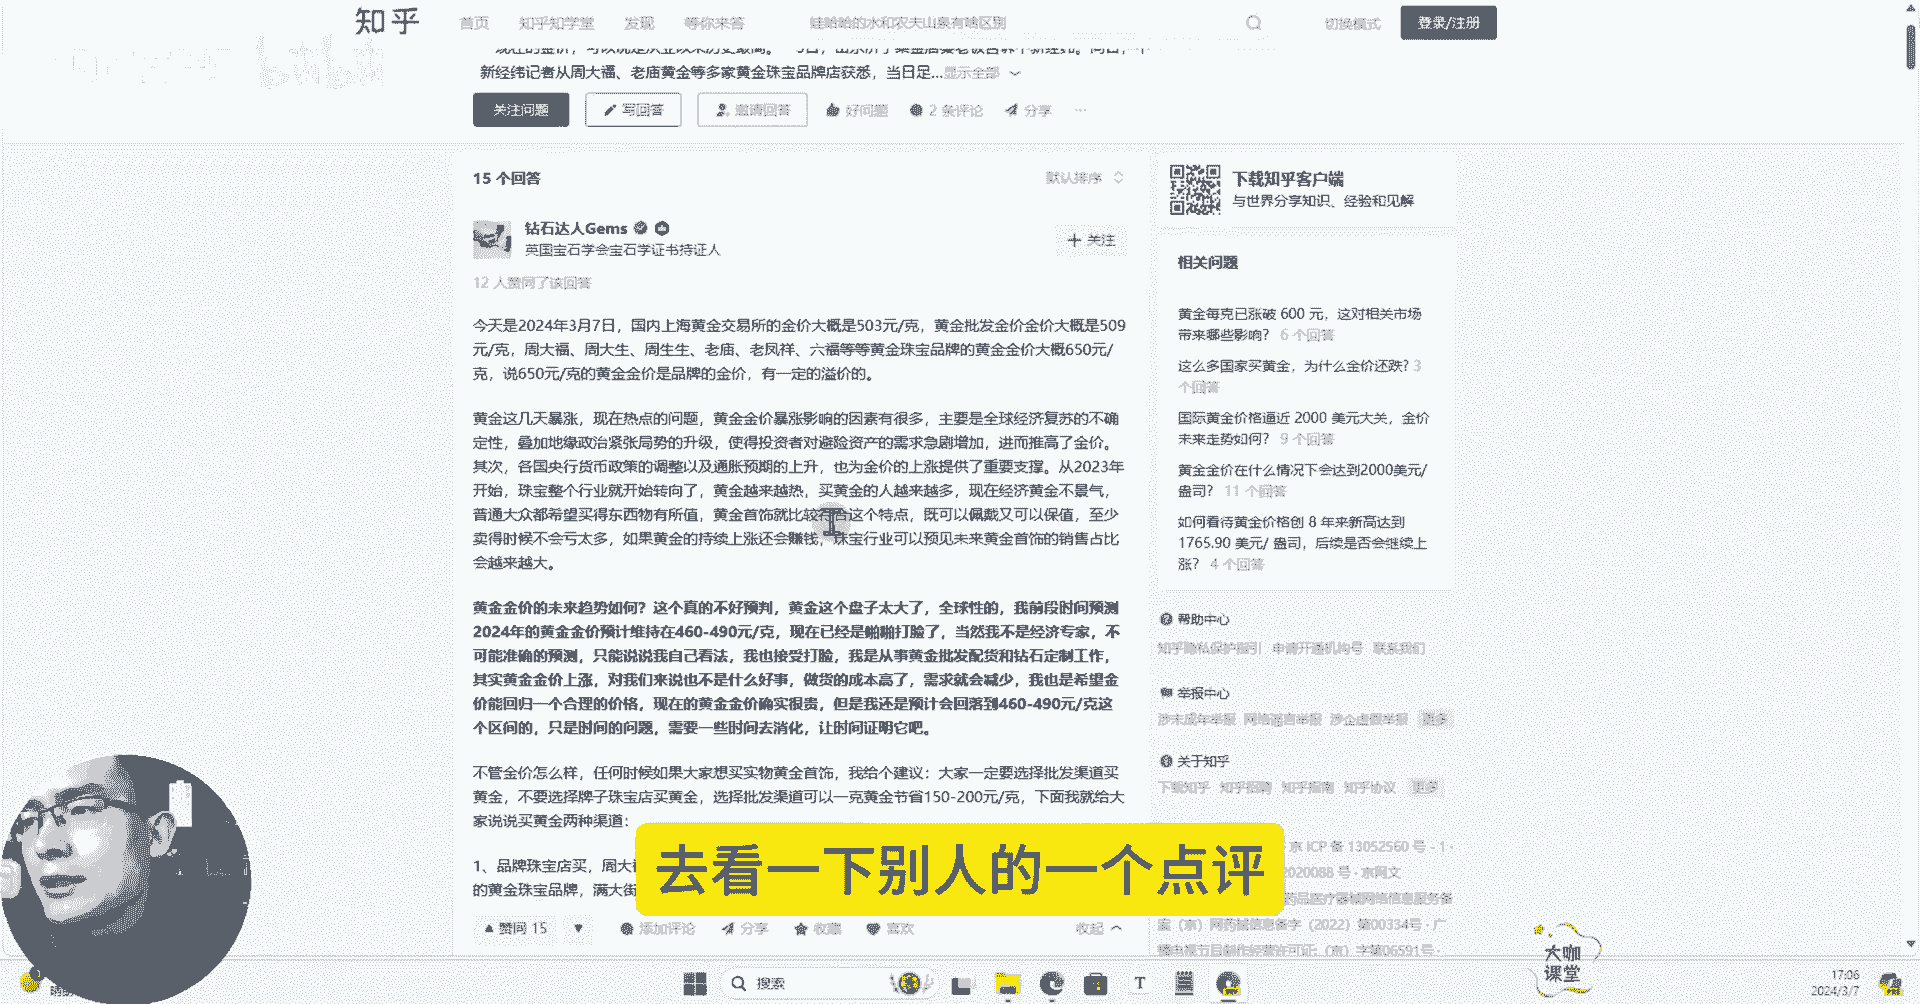 知乎
首页 知乎知学堂 发现 等你来答 娃哈哈的水和农夫山泉有啥区别 切换模式 登录/注册
新经纬记者从周大福、老庙黄金等多家黄金珠宝品牌店获悉，当日足...显示全部
关注问题 写回答 邀请回答 好问题 2 条评论 分享 ...
15 个回答 默认排序
钻石达人Gems
英国宝石学会宝石学证书持证人
+ 关注
12 人赞同了该回答
今天是2024年3月7日，国内上海黄金交易所的金价大概是503元/克，黄金批发金价金价大概是509
元/克，周大福、周大生、周生生、老庙、老凤祥、六福等等黄金珠宝品牌的黄金金价大概650元/
克，说650元/克的黄金金价是品牌的金价，有一定的溢价的。
黄金这几天暴涨，现在热点的问题，黄金金价暴涨影响的因素有很多，主要是全球经济复苏的不确
定性，叠加地缘政治紧张局势的升级，使得投资者对避险资产的需求急剧增加，进而推高了金价。
其次，各国央行货币政策的调整以及通胀预期的上升，也为金价的上涨提供了重要支撑。从2023年
开始，珠宝整个行业就开始转向了，黄金越来越热，买黄金的人越来越多，现在经济黄金不景气，
普通大众都希望买得东西物有所值，黄金首饰就比较符合这个特点，既可以佩戴又可以保值，至少
卖得时候不会亏太多，如果黄金的持续上涨还会赚钱，珠宝行业可以预见未来黄金首饰的销售占比
会越来越大。
黄金金价的未来趋势如何？这个真的不好预判，黄金这个盘子太大了，全球性的，我前段时间预测
2024年的黄金金价预计维持在460-490元/克，现在已经是啪啪打脸了，当然我不是经济专家，不
可能准确的预测，只能说说我自己看法，我也接受打脸，我是从事黄金批发配货和钻石定制工作，
其实黄金金价上涨，对我们来说也不是什么好事，做货的成本高了，需求就会减少，我也是希望金
价能回归一个合理的价格，现在的黄金金价确实很贵，但是我还是预计会回落到460-490元/克这
个区间的，只是时间的问题，需要一些时间去消化，让时间证明它吧。
不管金价怎么样，任何时候如果大家想买实物黄金首饰，我给个建议：大家一定要选择批发渠道买
黄金，不要选择牌子珠宝店买黄金，选择批发渠道可以一克黄金节省150-200元/克，下面我就给大
家说说买黄金两种渠道：
1、品牌珠宝店买，周大
的黄金珠宝品牌，满大街
赞同 15 添加评论 分享 收藏 喜欢 收起
下载知乎客户端
与世界分享知识、经验和见解
相关问题
黄金每克已涨破 600 元，这对相关市场
带来哪些影响？ 6 个回答
这么多国家买黄金，为什么金价还跌？3
个回答
国际黄金价格逼近 2000 美元大关，金价
未来走势如何？ 9 个回答
黄金金价在什么情况下会达到2000美元/
盎司？ 11 个回答
如何看待黄金价格创 8 年来新高达到
1765.90 美元/ 盎司，后续是否会继续上
涨？ 4 个回答
帮助中心
知乎隐私保护指引 申请开通机构号 联系我们
举报中心
涉未成年举报 网络谣言举报 涉企虚假举报 更多
关于知乎
下载知乎 知乎招聘 知乎指南 知乎协议 更多
京 ICP 备 13052560 号 - 1 ·
2020088 号 · 京网文
药品医疗器械网络信息服务备
案（京）网药械信息备字（2022）第00334号 · 广
播电视节目制作经营许可证:（京）字第06591号 ·
去看一下别人的一个点评
大咖
课堂
搜索
17:06
2024/3/7